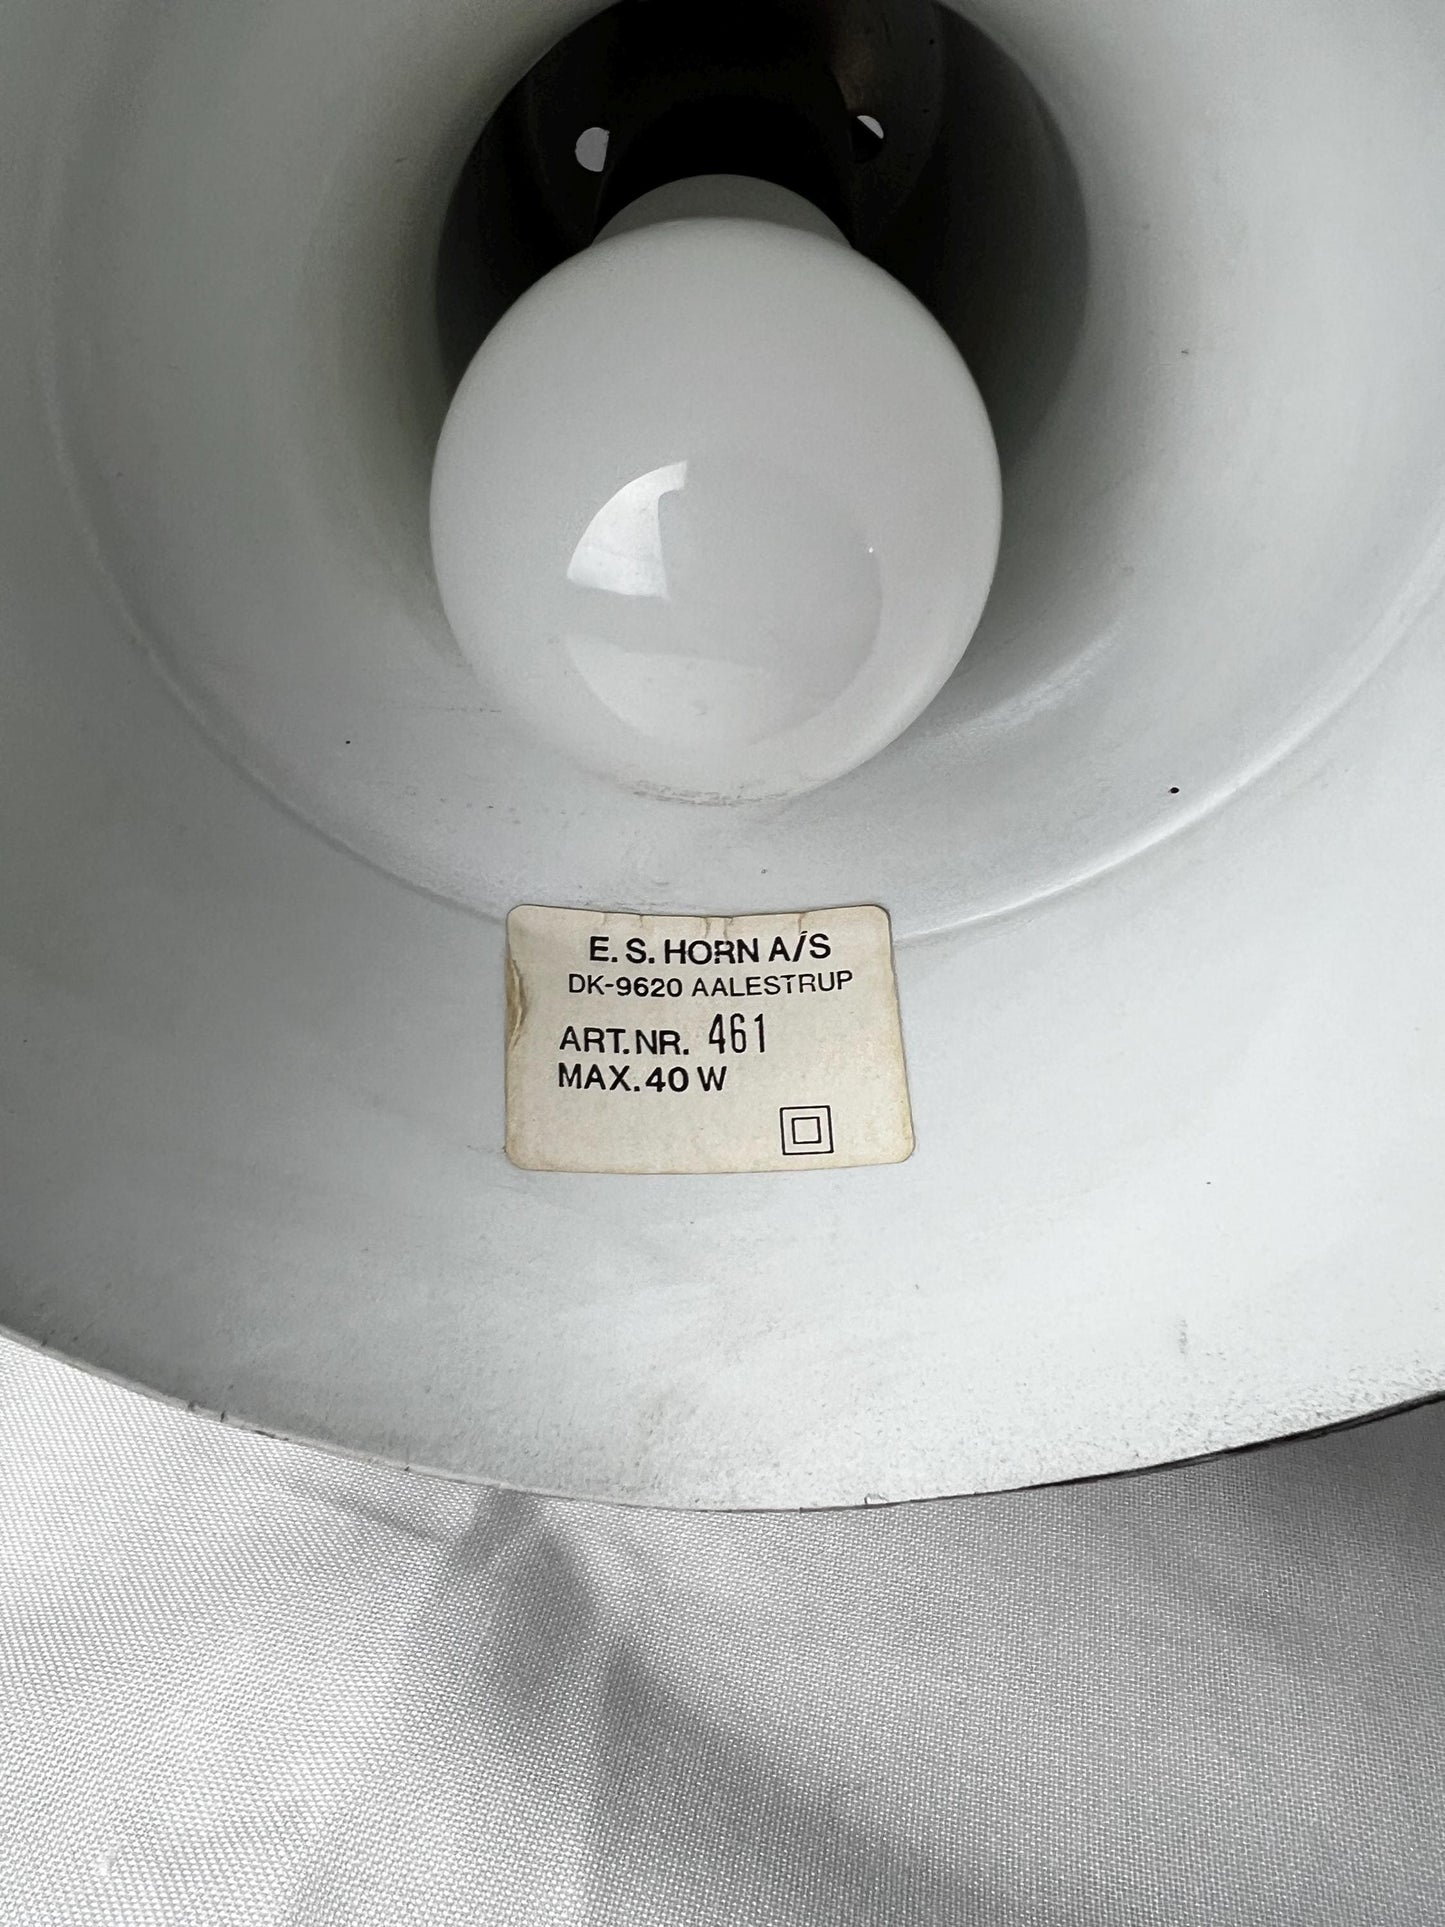 E. S. HORN A/S
DK-9620 AALESTRUP
ART. NR. 461
MAX. 40 W